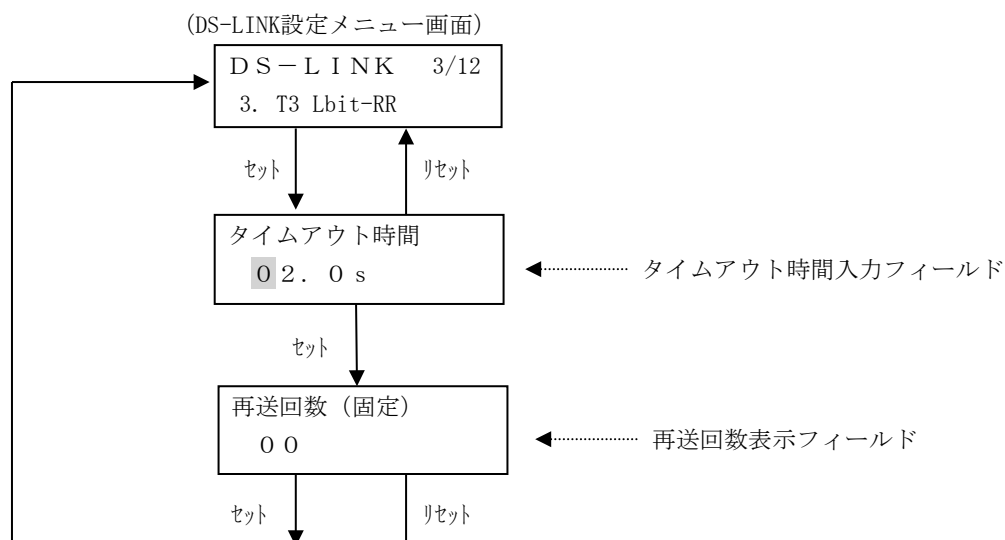 (DS-LINK設定メニュー画面)
DS－LINK 3/12
3. T3 Lbit-RR
ｾｯﾄ ﾘｾｯﾄ
タイムアウト時間
０２．０ｓ
タイムアウト時間入力フィールド
ｾｯﾄ
再送回数（固定）
００
再送回数表示フィールド
ｾｯﾄ ﾘｾｯﾄ